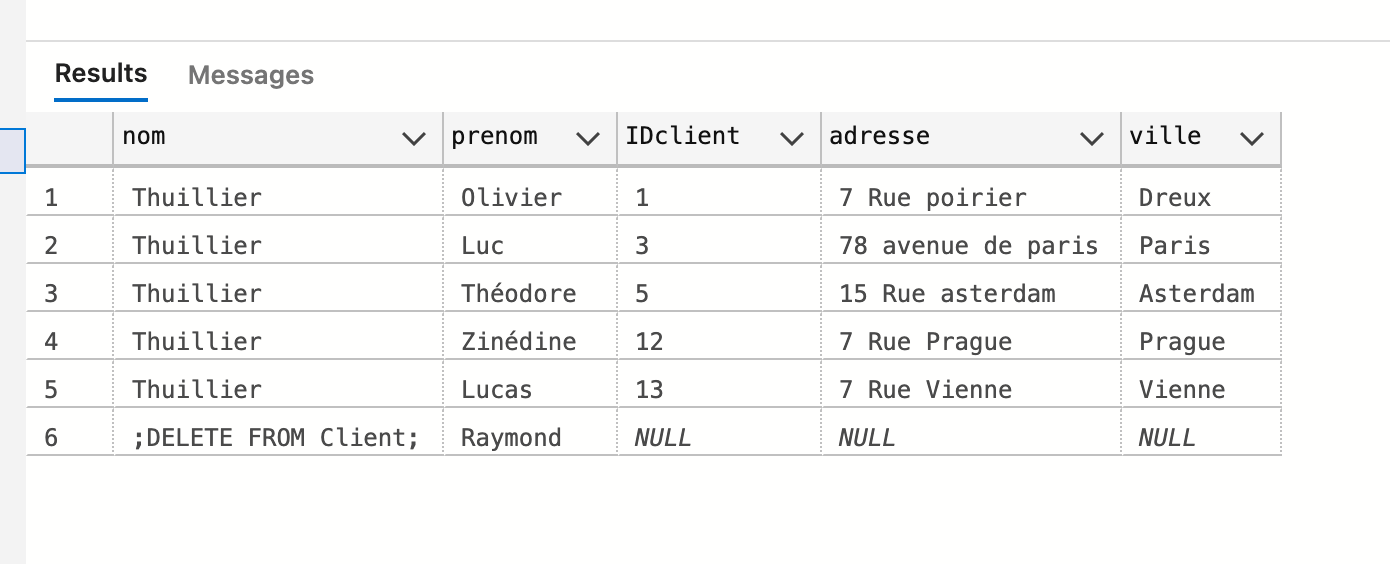 Results Messages
nom prenom IDclient adresse ville
1 Thuillier Olivier 1 7 Rue poirier Dreux
2 Thuillier Luc 3 78 avenue de paris Paris
3 Thuillier Théodore 5 15 Rue asterdam Asterdam
4 Thuillier Zinédine 12 7 Rue Prague Prague
5 Thuillier Lucas 13 7 Rue Vienne Vienne
6 ;DELETE FROM Client; Raymond NULL NULL NULL